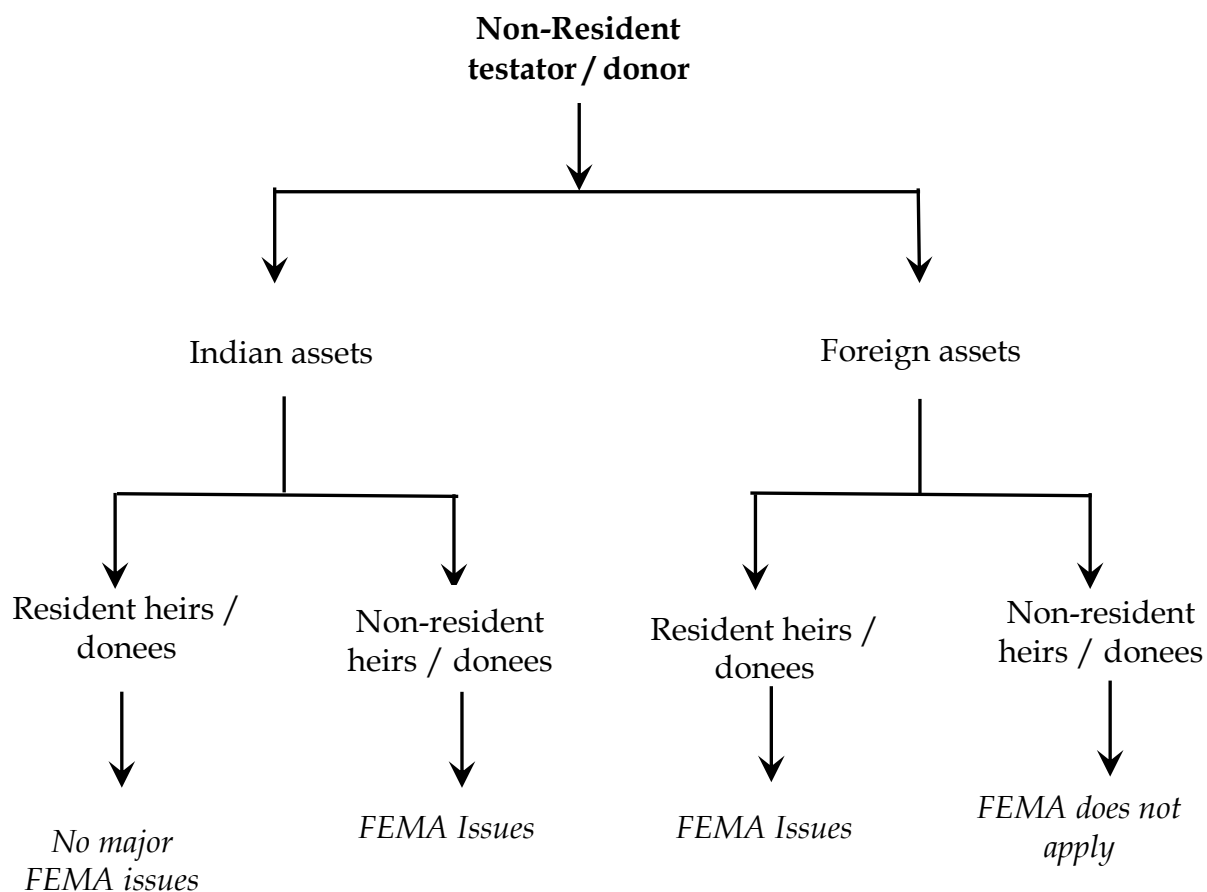 Non-Resident
testator / donor
Indian assets
Foreign assets
Resident heirs /
donees
Non-resident
heirs / donees
Resident heirs /
donees
Non-resident
heirs / donees
No major
FEMA issues
FEMA Issues
FEMA Issues
FEMA does not
apply